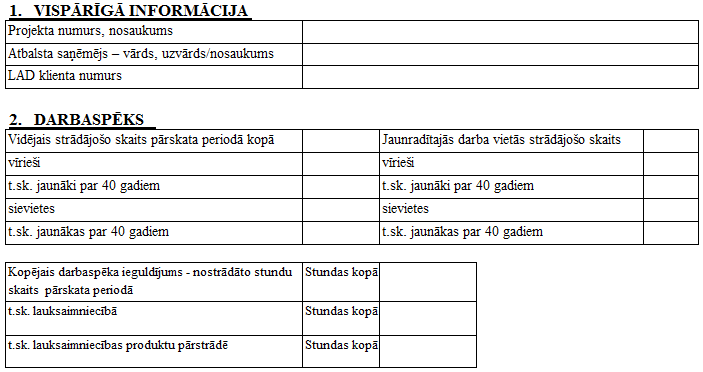 1. VISPĀRĪGĀ INFORMĀCIJA
Projekta numurs, nosaukums
Atbalsta saņēmējs – vārds, uzvārds/nosaukums
LAD klienta numurs
2. DARBASPĒKS
Vidējais strādājošo skaits pārskata periodā kopā Jaunradītajās darba vietās strādājošo skaits
vīrieši vīrieši
t.sk. jaunāki par 40 gadiem t.sk. jaunāki par 40 gadiem
sievietes sievietes
t.sk. jaunākas par 40 gadiem t.sk. jaunākas par 40 gadiem
Kopējais darbaspēka ieguldījums - nostrādāto stundu Stundas kopā
skaits pārskata periodā
t.sk. lauksaimniecībā Stundas kopā
t.sk. lauksaimniecības produktu pārstrādē Stundas kopā